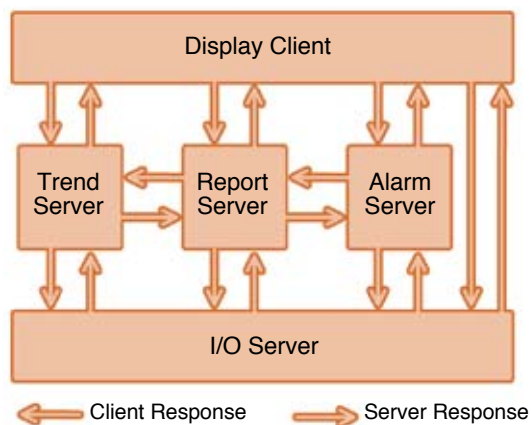 Display Client
Trend
Server
Report
Server
Alarm
Server
I/O Server
Client Response
Server Response